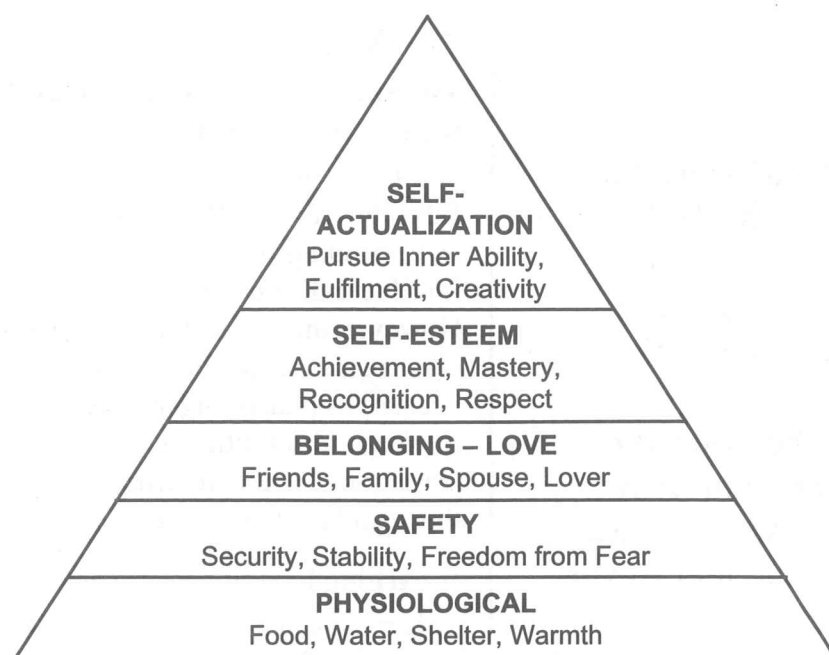 SELF-
ACTUALIZATION
Pursue Inner Ability,
Fulfilment, Creativity
SELF-ESTEEM
Achievement, Mastery,
Recognition, Respect
BELONGING – LOVE
Friends, Family, Spouse, Lover
SAFETY
Security, Stability, Freedom from Fear
PHYSIOLOGICAL
Food, Water, Shelter, Warmth